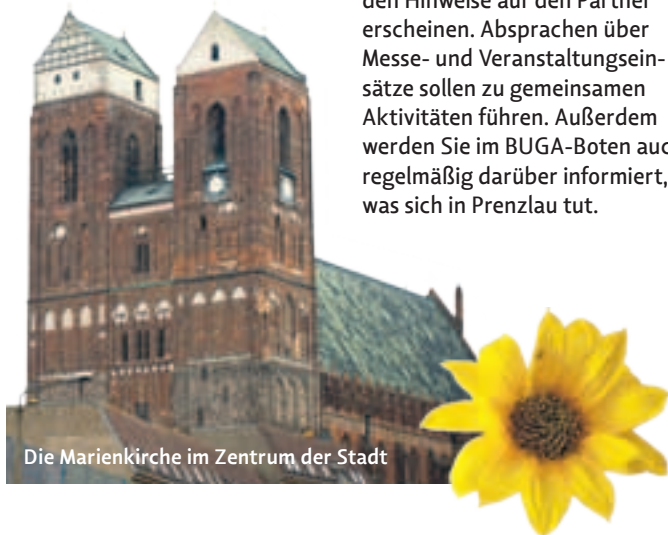 den Hinweise auf den Partner
erscheinen. Absprachen über
Messe- und Veranstaltungsein-
sätze sollen zu gemeinsamen
Aktivitäten führen. Außerdem
werden Sie im BUGA-Boten auc
regelmäßig darüber informiert,
was sich in Prenzlau tut.
Die Marienkirche im Zentrum der Stadt